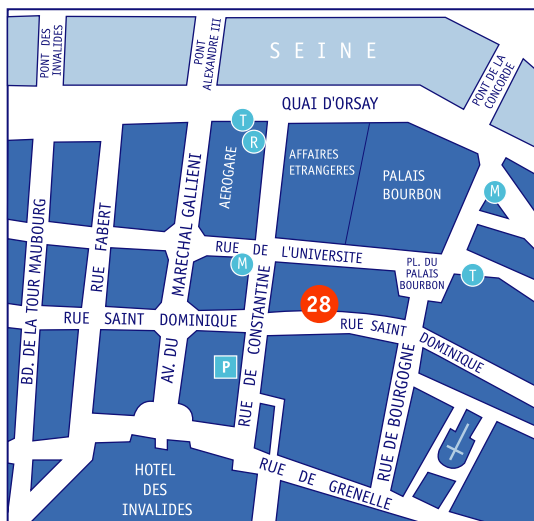 PONT DES
INVALIDES
PONT
ALEXANDRE III
SEINE
PONT DE LA
CONCORDE
QUAI D'ORSAY
T
R
AEROGARE
AFFAIRES
ETRANGERES
PALAIS
BOURBON
M
BD. DE LA TOUR MAUBOURG
RUE FABERT
AV. DU MARECHAL GALLIENI
RUE DE L'UNIVERSITE
M
PL. DU
PALAIS
BOURBON
T
RUE DE CONSTANTINE
28
RUE SAINT DOMINIQUE
RUE SAINT DOMINIQUE
P
RUE DE BOURGOGNE
RUE DE GRENELLE
HOTEL
DES
INVALIDES